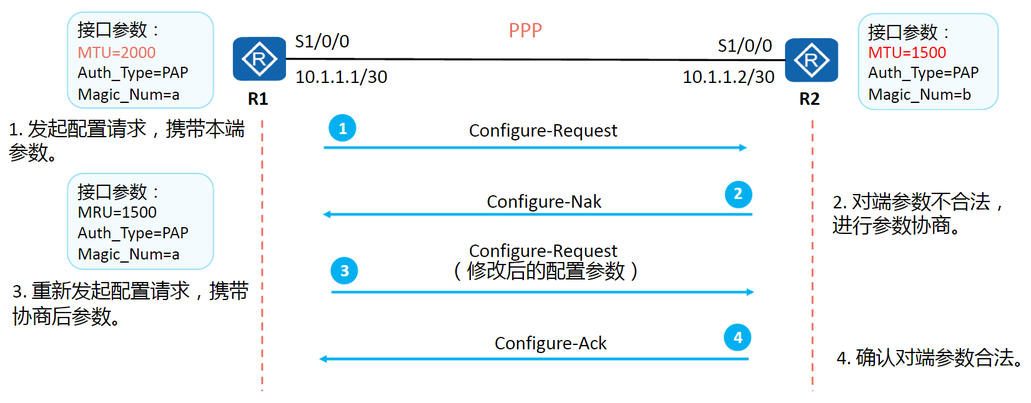 接口参数：
MTU=2000
Auth_Type=PAP
Magic_Num=a
R
S1/0/0
10.1.1.1/30
R1
PPP
S1/0/0
10.1.1.2/30
R
R2
接口参数：
MTU=1500
Auth_Type=PAP
Magic_Num=b
1. 发起配置请求，携带本端
参数。
1
Configure-Request
接口参数：
MRU=1500
Auth_Type=PAP
Magic_Num=a
Configure-Nak
2
2. 对端参数不合法，
进行参数协商。
3. 重新发起配置请求，携带
协商后参数。
3
Configure-Request
（修改后的配置参数）
Configure-Ack
4
4. 确认对端参数合法。